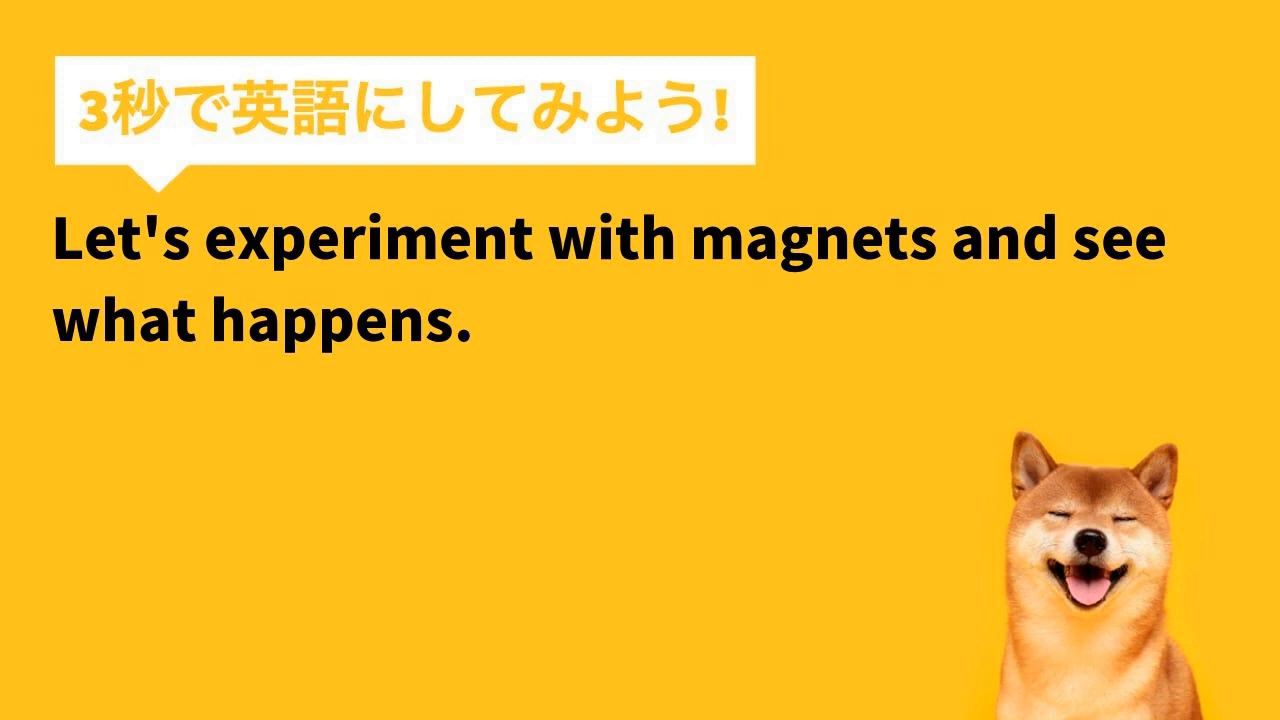 3秒で英語にしてみよう!
Let's experiment with magnets and see
what happens.